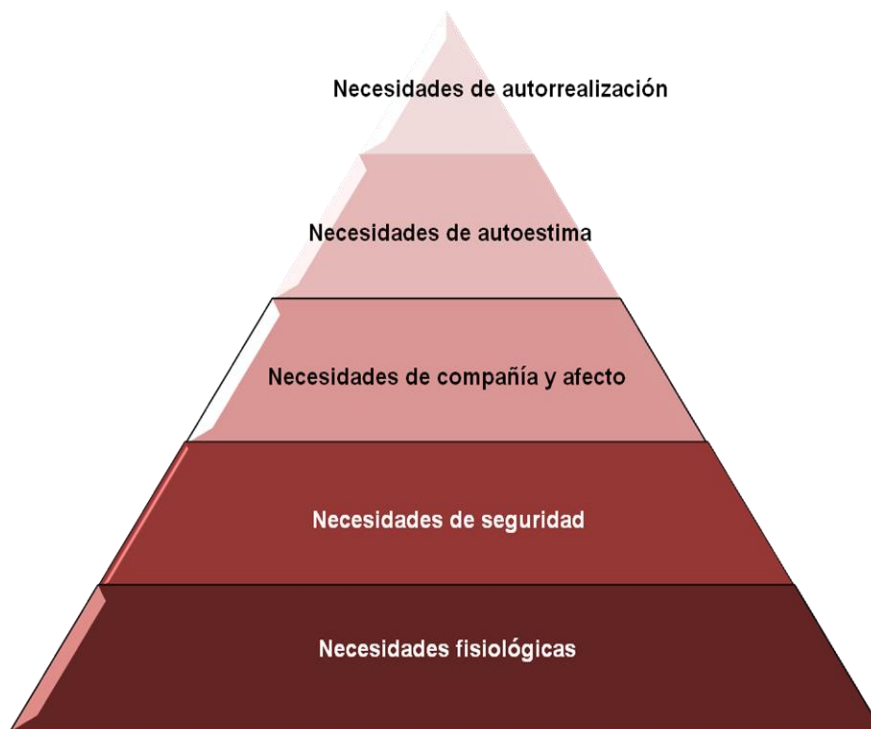 Necesidades de autorrealización
Necesidades de autoestima
Necesidades de compañía y afecto
Necesidades de seguridad
Necesidades fisiológicas